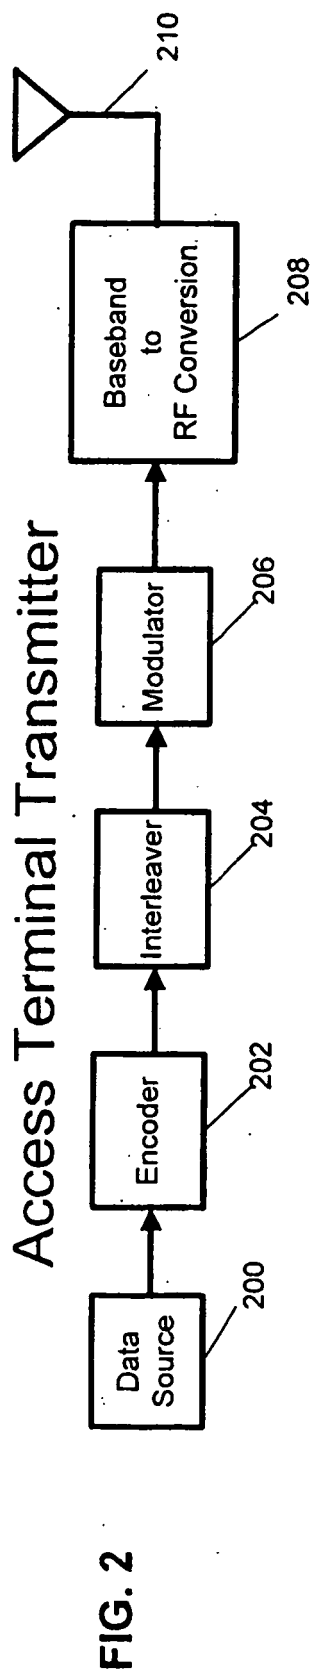 Access Terminal Transmitter
Data
Source
Encoder
Interleaver
Modulator
Baseband
to
RF Conversion
200
202
204
206
208
210
FIG. 2